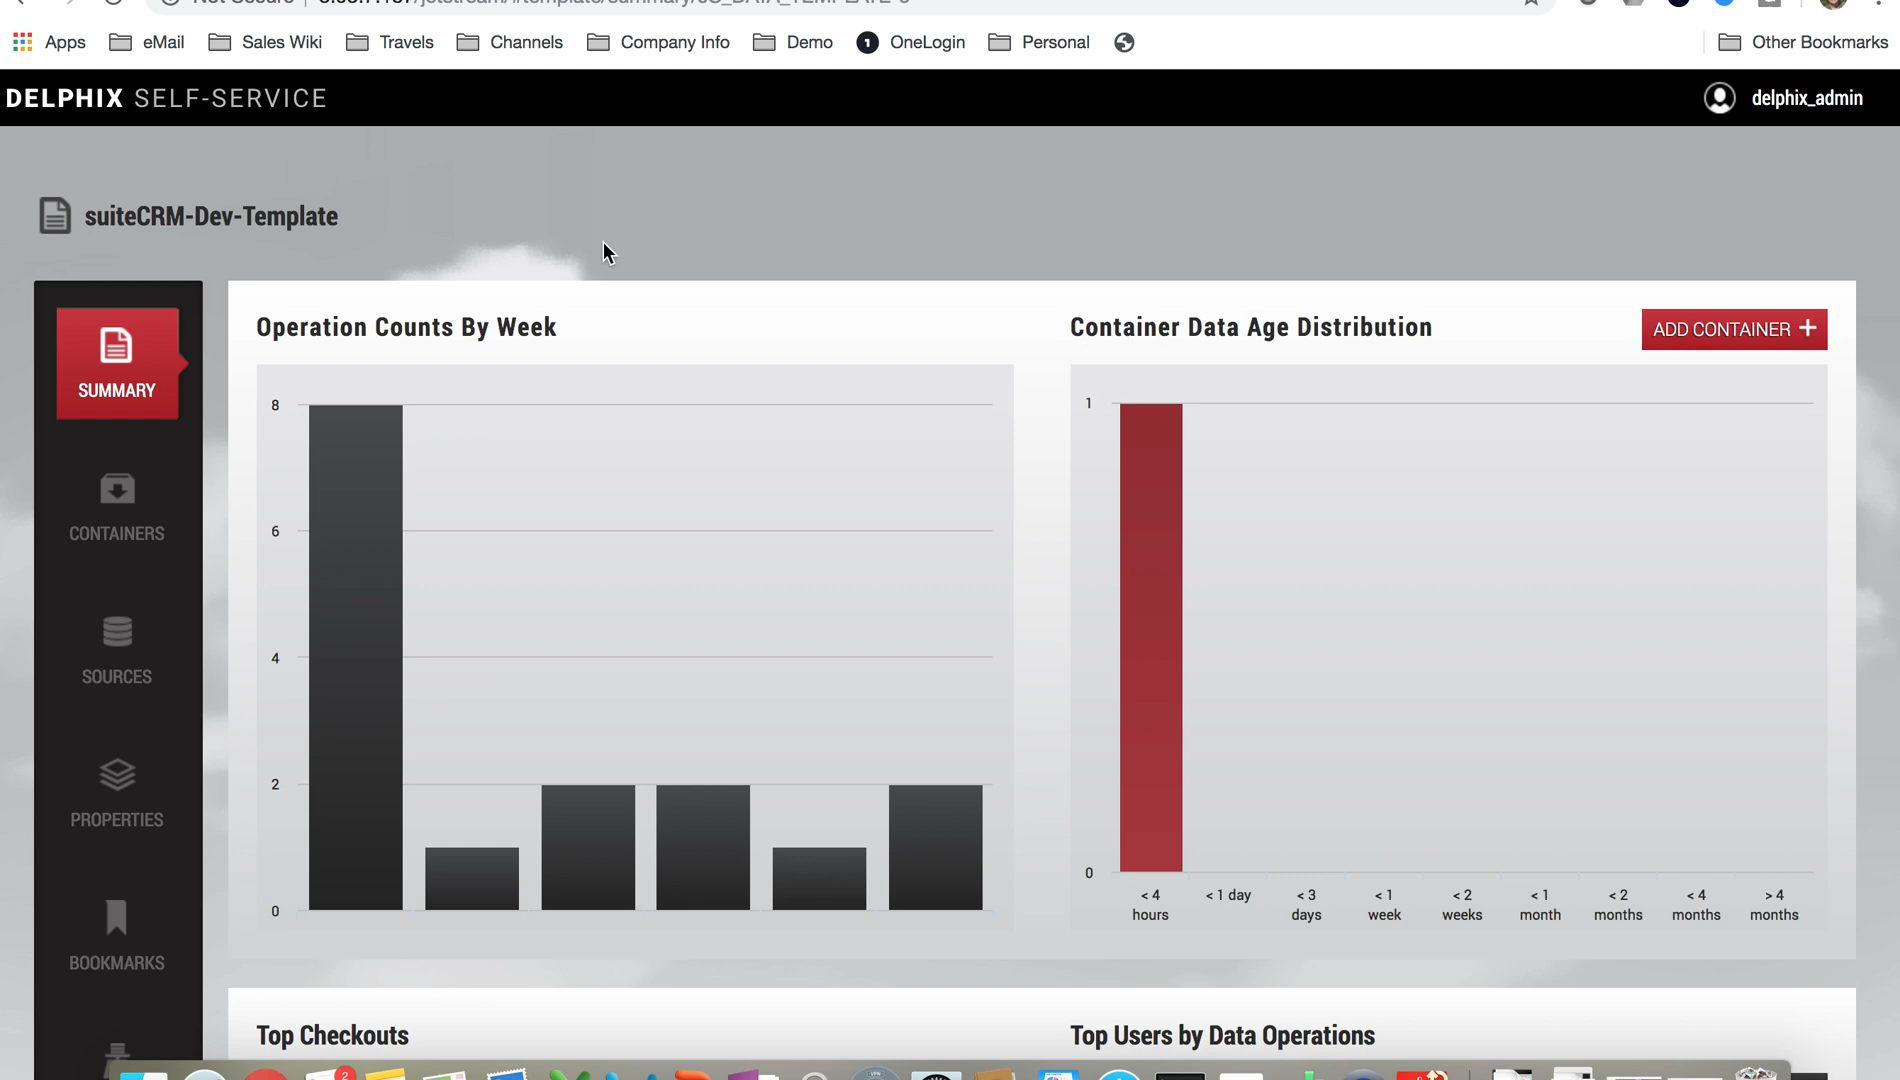 Apps eMail Sales Wiki Travels Channels Company Info Demo 1 OneLogin Personal Other Bookmarks
DELPHIX SELF-SERVICE
delphix_admin
suiteCRM-Dev-Template
SUMMARY
CONTAINERS
SOURCES
PROPERTIES
BOOKMARKS
Operation Counts By Week
8
6
4
2
0
Container Data Age Distribution
ADD CONTAINER +
1
0
< 4 hours
< 1 day
< 3 days
< 1 week
< 2 weeks
< 1 month
< 2 months
< 4 months
> 4 months
Top Checkouts
Top Users by Data Operations
2